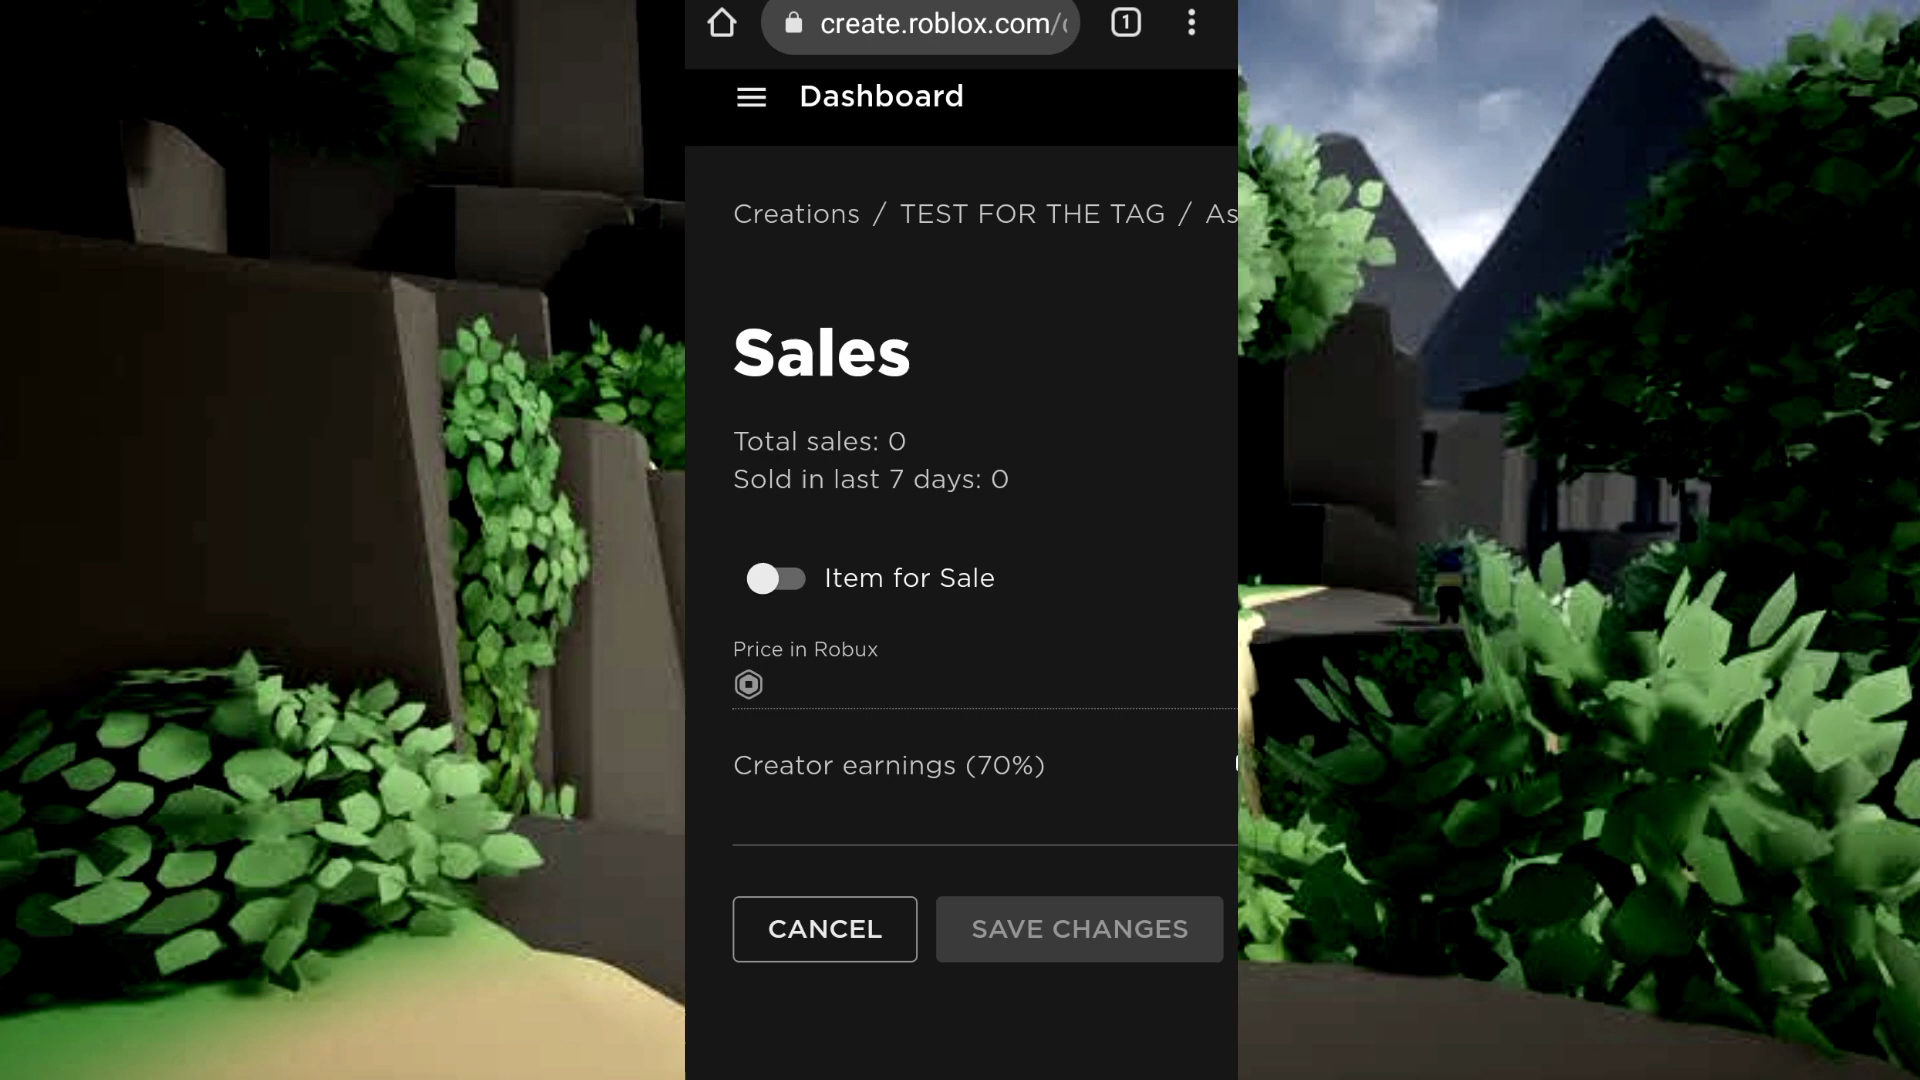 create.roblox.com/
1
Dashboard
Creations / TEST FOR THE TAG / As
Sales
Total sales: 0
Sold in last 7 days: 0
Item for Sale
Price in Robux
Creator earnings (70%)
CANCEL
SAVE CHANGES